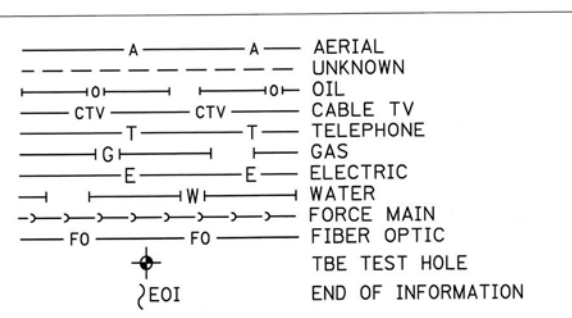 A A AERIAL
UNKNOWN
O O OIL
CTV CTV CABLE TV
T T TELEPHONE
G GAS
E E ELECTRIC
W WATER
FORCE MAIN
FO FO FIBER OPTIC
TBE TEST HOLE
EOI END OF INFORMATION